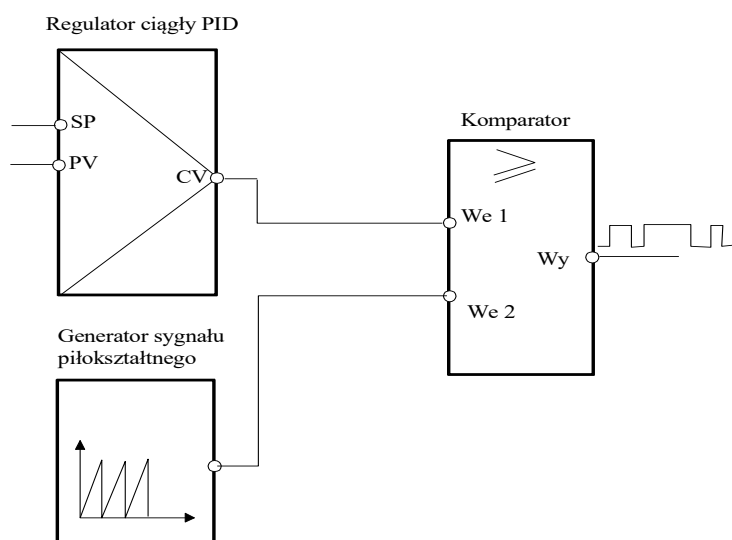 Regulator ciągły PID
SP
PV
CV
Komparator
≥
We 1
Wy
We 2
Generator sygnału
piłokształtnego